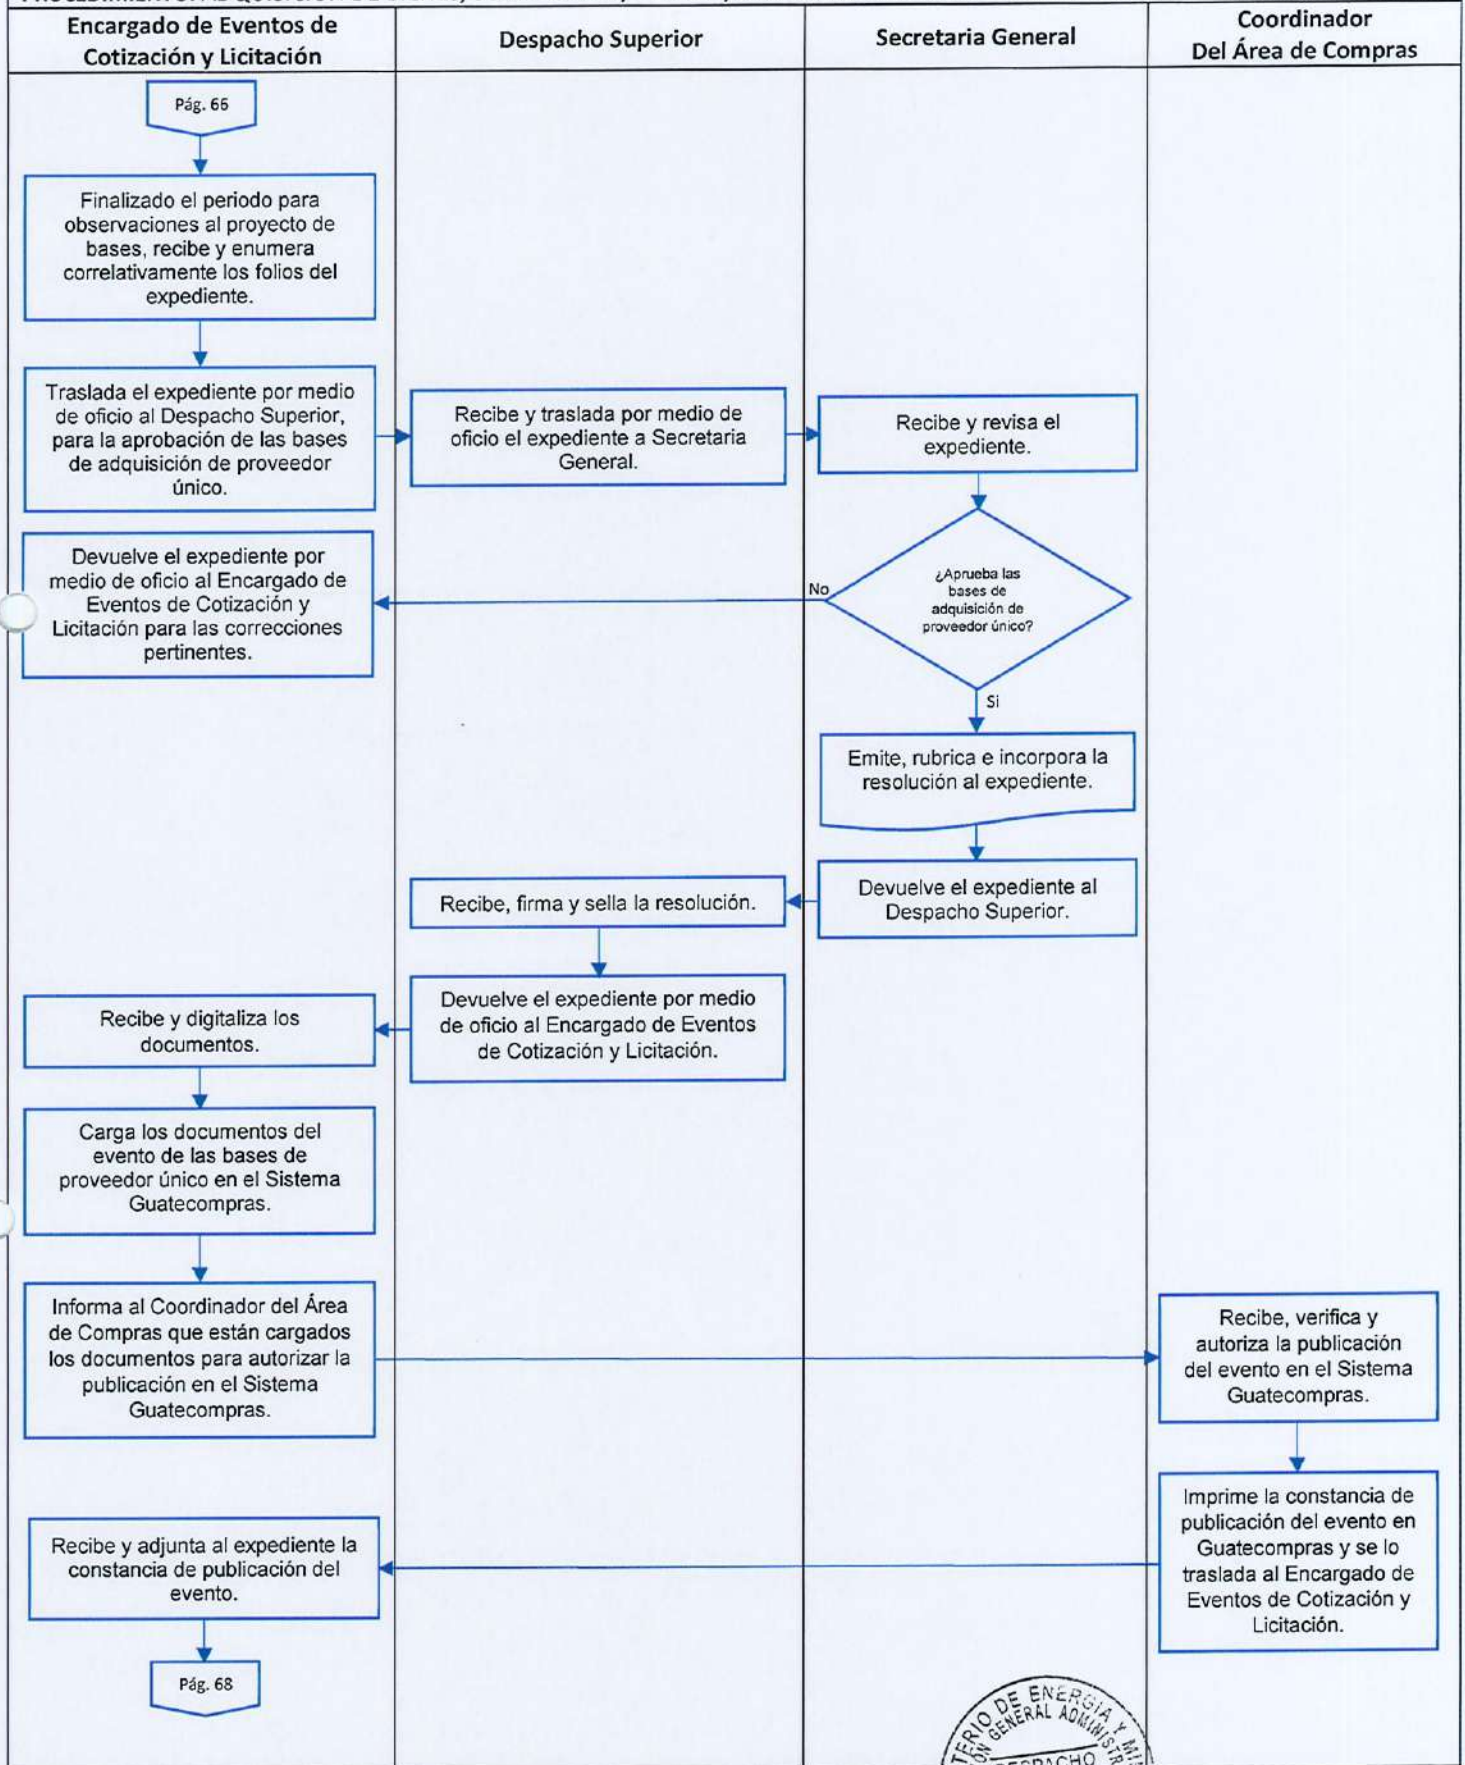 Encargado de Eventos de
Cotización y Licitación
Despacho Superior
Secretaria General
Coordinador
Del Área de Compras
Pág. 66
Finalizado el periodo para
observaciones al proyecto de
bases, recibe y enumera
correlativamente los folios del
expediente.
Traslada el expediente por medio
de oficio al Despacho Superior,
para la aprobación de las bases
de adquisición de proveedor
único.
Recibe y traslada por medio de
oficio el expediente a Secretaria
General.
Recibe y revisa el
expediente.
¿Aprueba las
bases de
adquisición de
proveedor único?
No
Devuelve el expediente por
medio de oficio al Encargado de
Eventos de Cotización y
Licitación para las correcciones
pertinentes.
Si
Emite, rubrica e incorpora la
resolución al expediente.
Devuelve el expediente al
Despacho Superior.
Recibe, firma y sella la resolución.
Devuelve el expediente por medio
de oficio al Encargado de Eventos
de Cotización y Licitación.
Recibe y digitaliza los
documentos.
Carga los documentos del
evento de las bases de
proveedor único en el Sistema
Guatecompras.
Informa al Coordinador del Área
de Compras que están cargados
los documentos para autorizar la
publicación en el Sistema
Guatecompras.
Recibe, verifica y
autoriza la publicación
del evento en el Sistema
Guatecompras.
Imprime la constancia de
publicación del evento en
Guatecompras y se lo
traslada al Encargado de
Eventos de Cotización y
Licitación.
Recibe y adjunta al expediente la
constancia de publicación del
evento.
Pág. 68
DE ENERGIA Y
GENERAL
DESPACHO